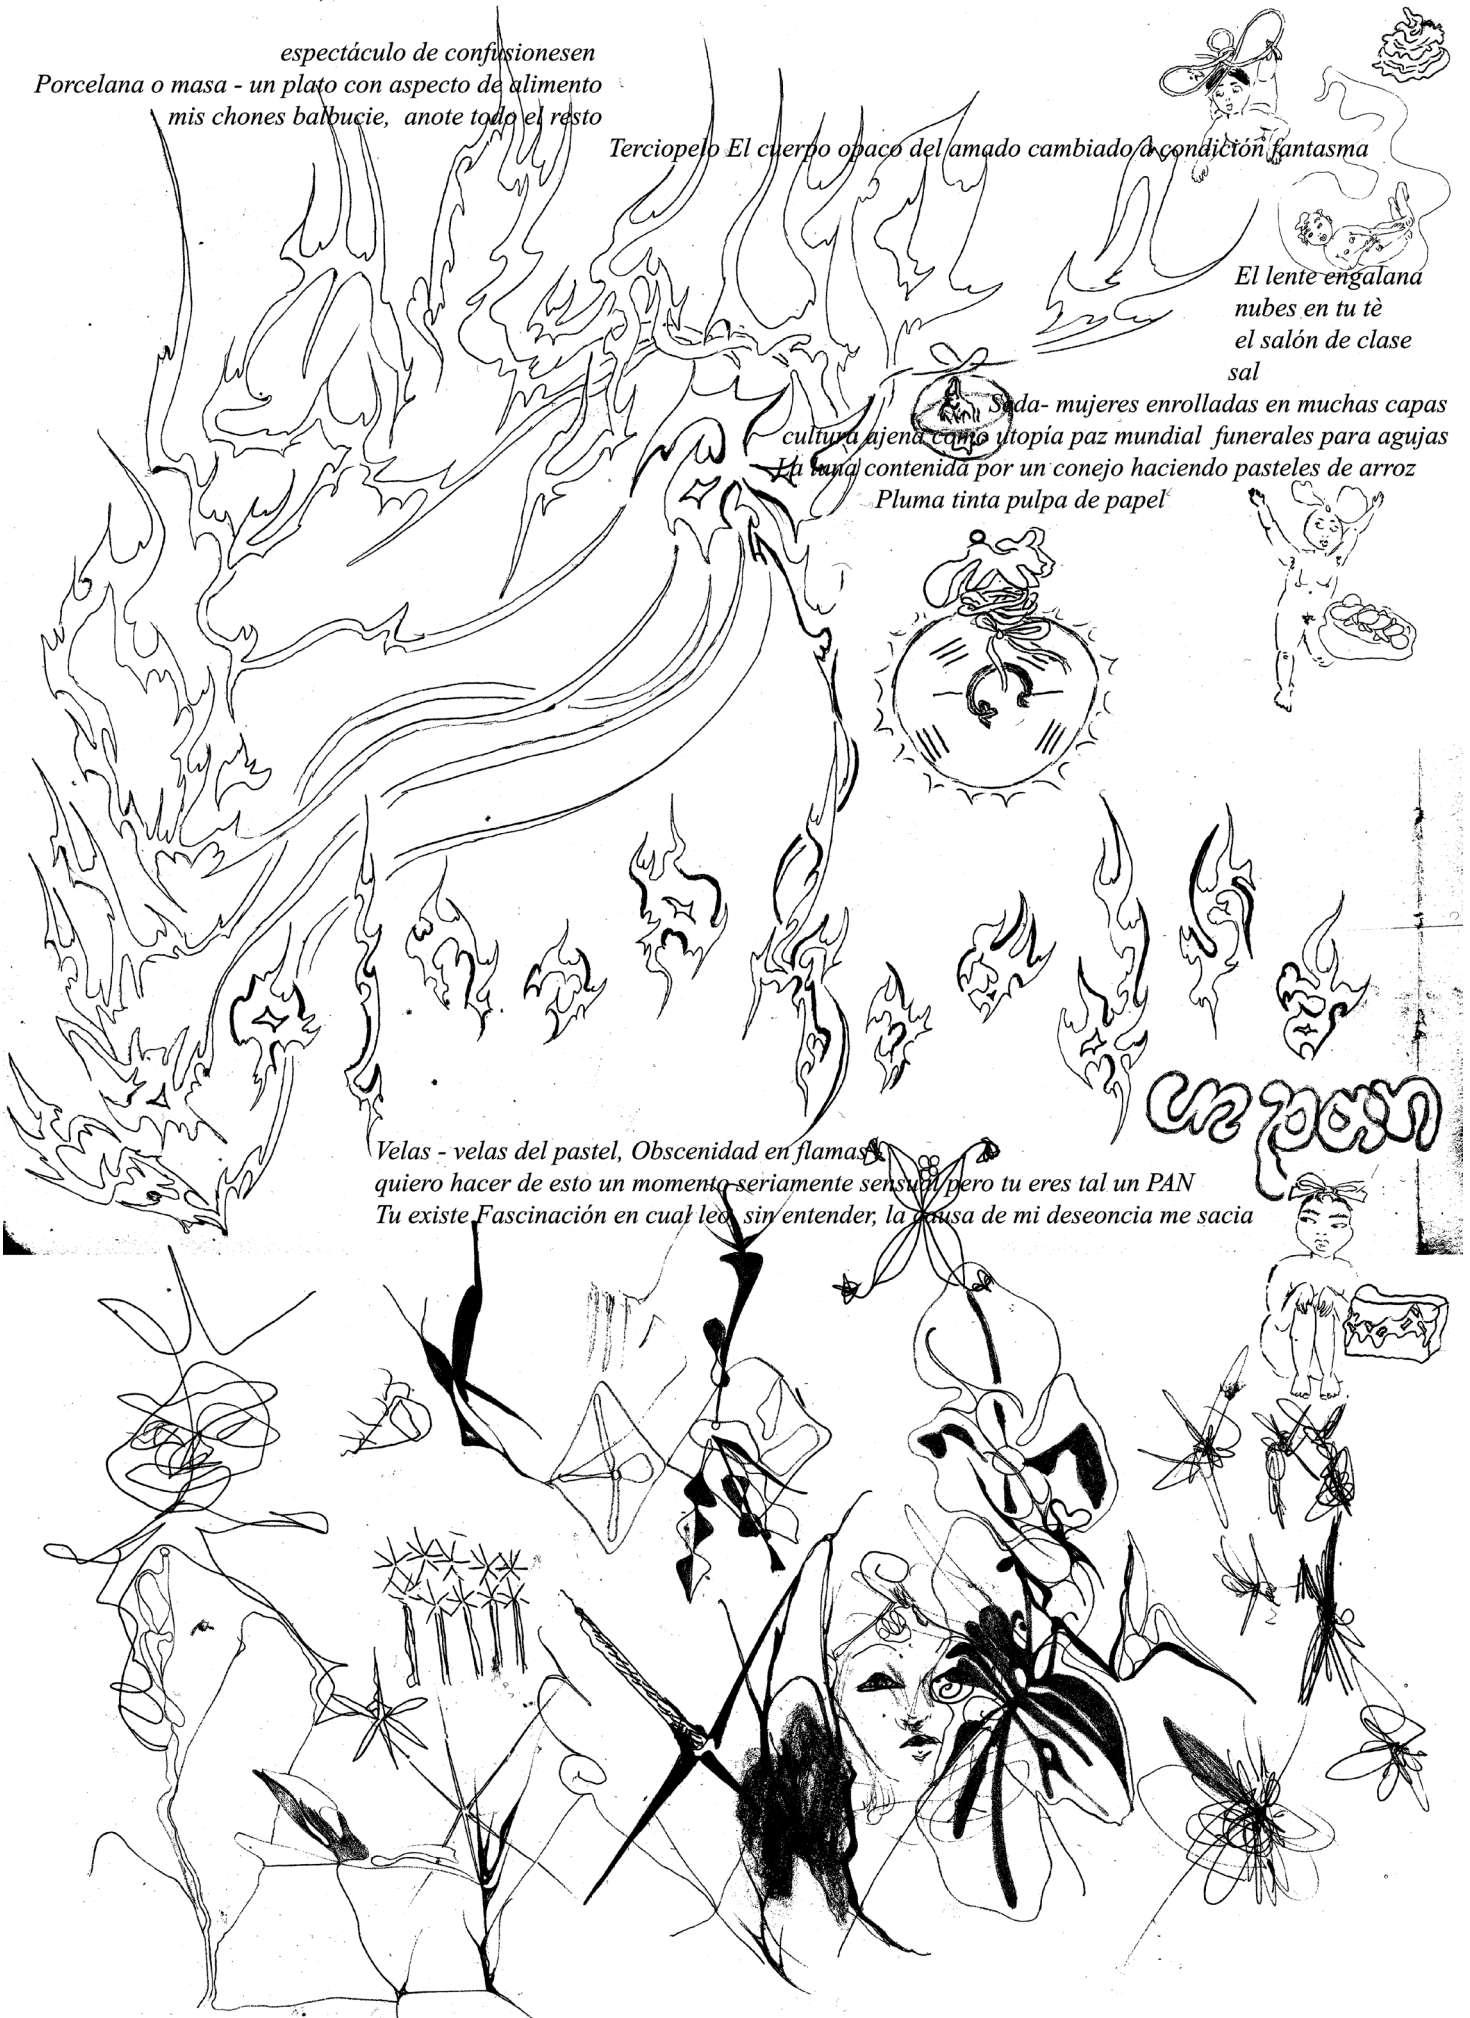 espectáculo de confusionesen
Porcelana o masa - un plato con aspecto de alimento
mis chones balbucie, anote todo el resto
Terciopelo El cuerpo opaco del amado cambiado a condición fantasma
El lente engalana
nubes en tu tè
el salón de clase
sal
Seda- mujeres enrolladas en muchas capas
cultura ajena como utopía paz mundial funerales para agujas
La luna contenida por un conejo haciendo pasteles de arroz
Pluma tinta pulpa de papel
un pan
Velas - velas del pastel, Obscenidad en flamas
quiero hacer de esto un momento seriamente sensual pero tu eres tal un PAN
Tu existe Fascinación en cual leo, sin entender, la causa de mi deseoncia me sacia